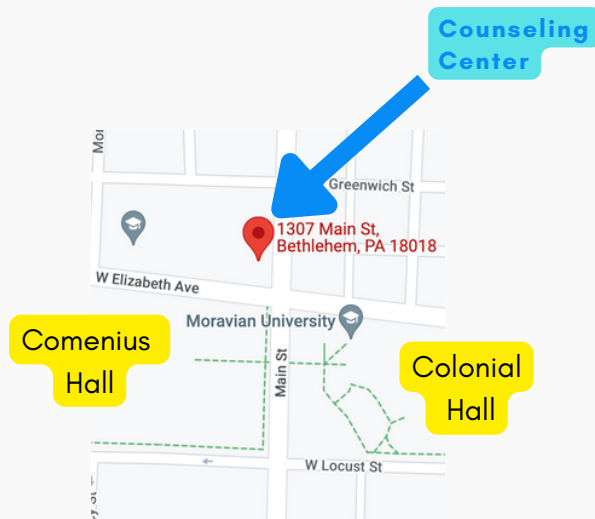 Counseling
Center
Greenwich St
1307 Main St,
Bethlehem, PA 18018
W Elizabeth Ave
Moravian University
Comenius
Hall
Main St
Colonial
Hall
W Locust St